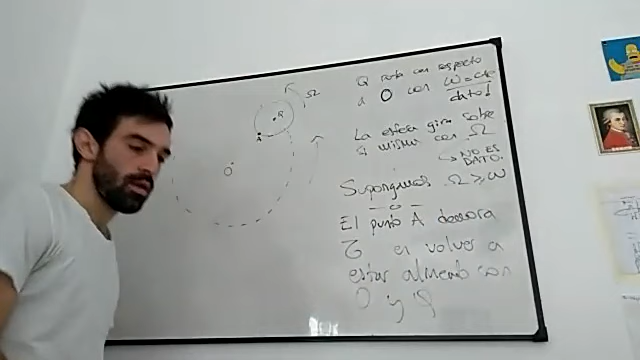 Ω
Q
A
O
Q rota con respecto
a O con ω = cte
dato!
La esfera gira sobre
si misma con Ω
↳ NO ES
DATO.
Supongamos Ω ≥ ω
El punto A demora
τ en volver a
estar alineado con
O y Q